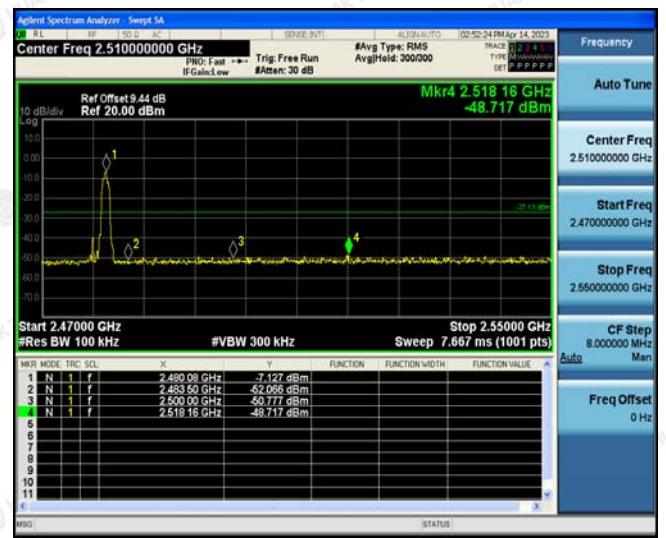 Agilent Spectrum Analyzer - Swept SA
RL RF 50 Ω AC SENSE:INT ALIGNAUTO 02:52:24 PM Apr 14, 2023
Center Freq 2.510000000 GHz
PNO: Fast
IFGain:Low
Trig: Free Run
#Atten: 30 dB
#Avg Type: RMS
Avg|Hold: 300/300
TRACE 1 2 3 4 5 6
TYPE
DET P P P P P P
Frequency
Auto Tune
Center Freq
2.510000000 GHz
Start Freq
2.470000000 GHz
Stop Freq
2.550000000 GHz
CF Step
8.000000 MHz
Auto Man
Freq Offset
0 Hz
Mkr4 2.518 16 GHz
-48.717 dBm
Ref Offset 9.44 dB
10 dB/div Ref 20.00 dBm
Log
10.0
0.00
-10.0
-20.0
-27.13 dBm
-30.0
-40.0
-50.0
-60.0
-70.0
1
2
3
4
Start 2.47000 GHz Stop 2.55000 GHz
#Res BW 100 kHz #VBW 300 kHz Sweep 7.667 ms (1001 pts)
MKR MODE TRC SCL X Y FUNCTION FUNCTION WIDTH FUNCTION VALUE
1 N 1 f 2.480 08 GHz -7.127 dBm
2 N 1 f 2.483 50 GHz -52.066 dBm
3 N 1 f 2.500 00 GHz -50.777 dBm
4 N 1 f 2.518 16 GHz -48.717 dBm
5
6
7
8
9
10
11
MSG STATUS